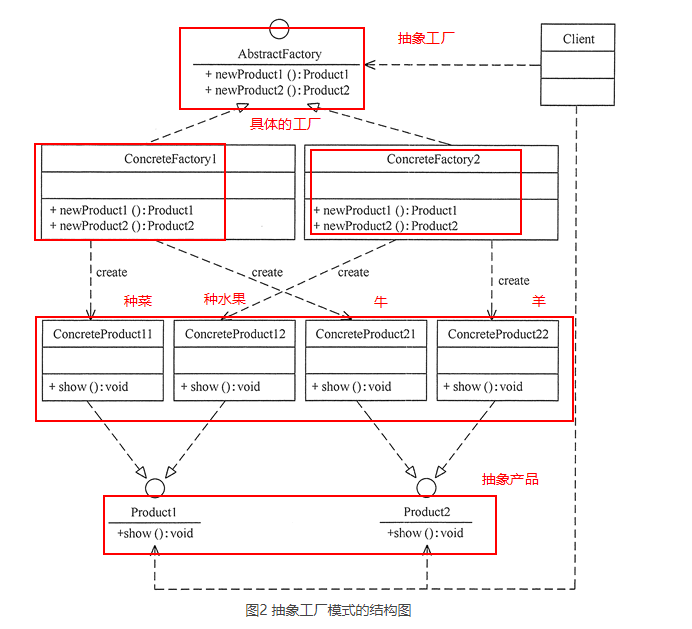 抽象工厂
Client
AbstractFactory
+ newProduct1 ():Product1
+ newProduct2 ():Product2
具体的工厂
ConcreteFactory1
+ newProduct1 ():Product1
+ newProduct2 ():Product2
ConcreteFactory2
+ newProduct1 ():Product1
+ newProduct2 ():Product2
create
create
create
create
种菜
种水果
牛
羊
ConcreteProduct11
+ show ():void
ConcreteProduct12
+ show ():void
ConcreteProduct21
+ show ():void
ConcreteProduct22
+ show ():void
抽象产品
Product1
+show ():void
Product2
+show ():void
图2 抽象工厂模式的结构图